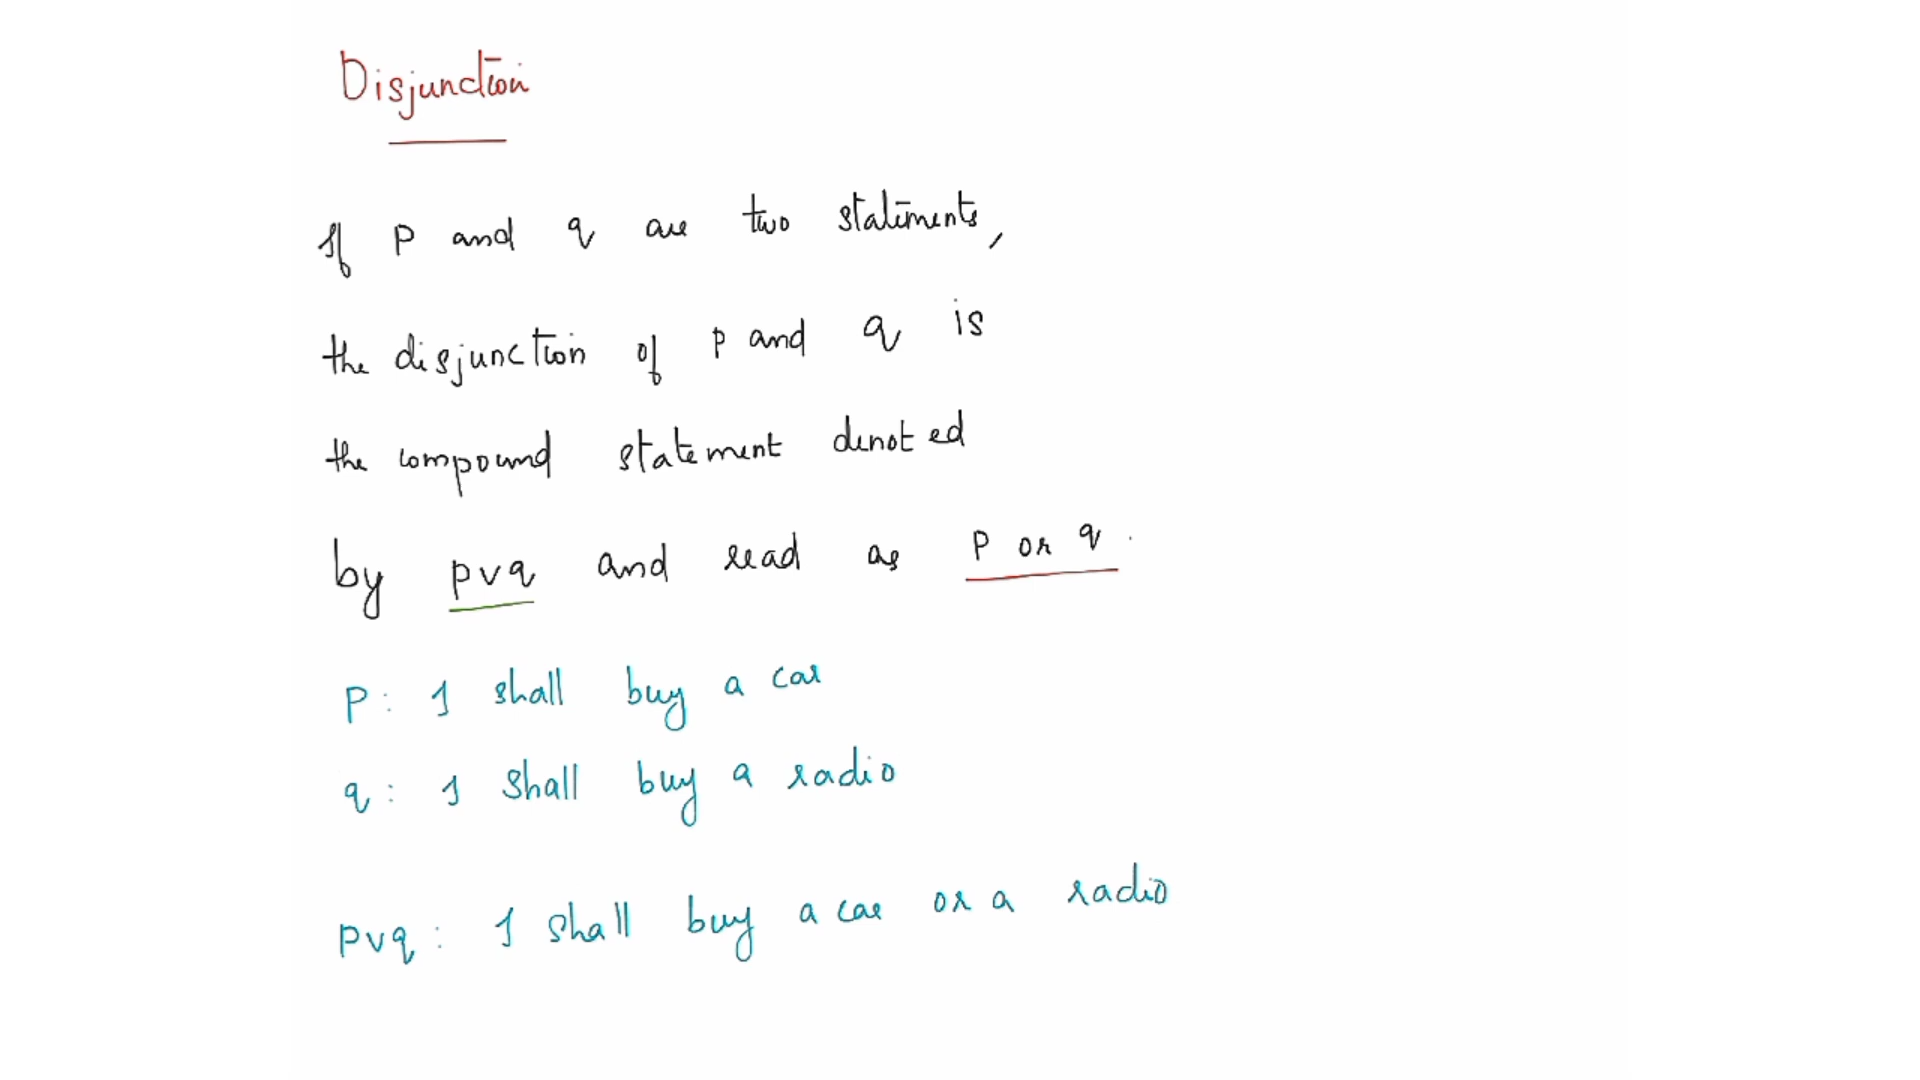 Disjunction
If p and q are two statements,
the disjunction of p and q is
the compound statement denoted
by p∨q and read as p or q.
p: I shall buy a car
q: I shall buy a radio
p∨q: I shall buy a car or a radio